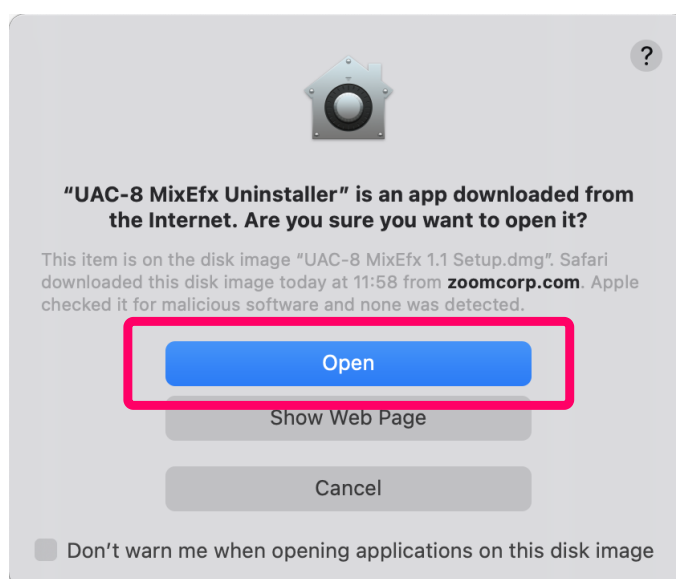 ?
“UAC-8 MixEfx Uninstaller” is an app downloaded from
the Internet. Are you sure you want to open it?
This item is on the disk image “UAC-8 MixEfx 1.1 Setup.dmg”. Safari
downloaded this disk image today at 11:58 from zoomcorp.com. Apple
checked it for malicious software and none was detected.
Open
Show Web Page
Cancel
Don’t warn me when opening applications on this disk image